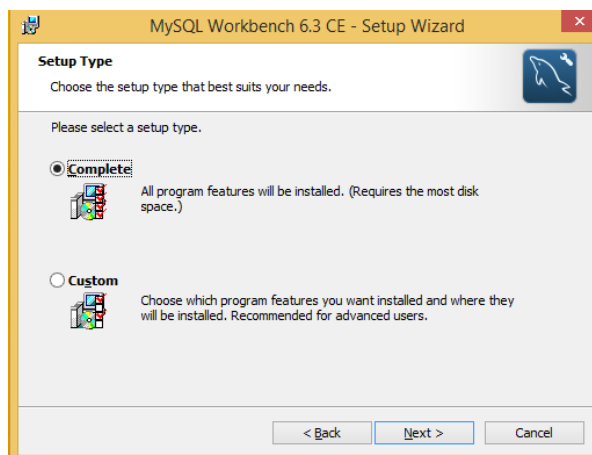 MySQL Workbench 6.3 CE - Setup Wizard
Setup Type
Choose the setup type that best suits your needs.
Please select a setup type.
Complete
All program features will be installed. (Requires the most disk
space.)
Custom
Choose which program features you want installed and where they
will be installed. Recommended for advanced users.
< Back Next > Cancel